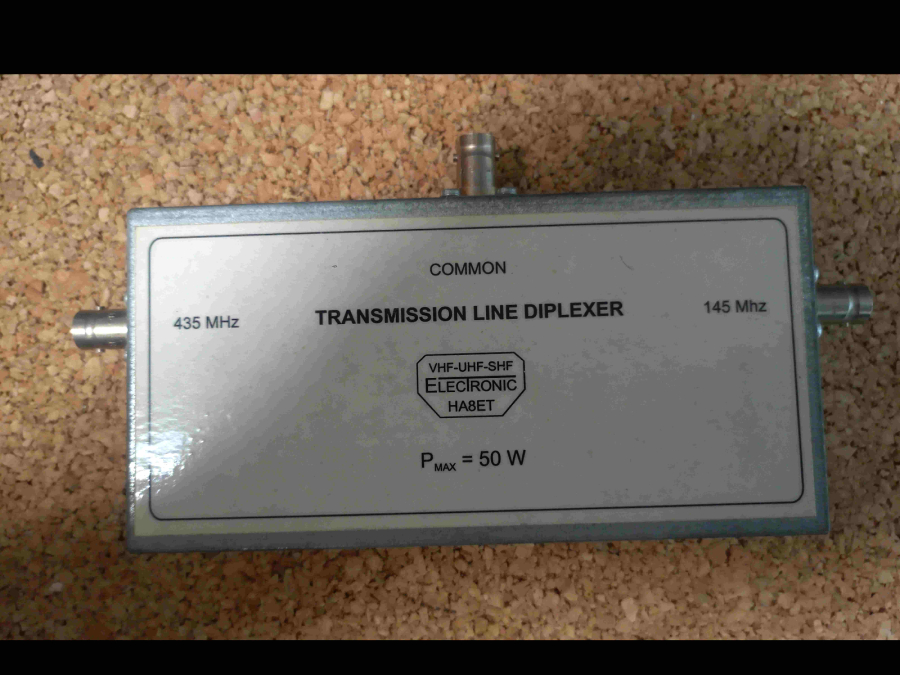 COMMON
435 MHz
TRANSMISSION LINE DIPLEXER
145 Mhz
VHF-UHF-SHF
ELECTRONIC
HA8ET
PMAX = 50 W